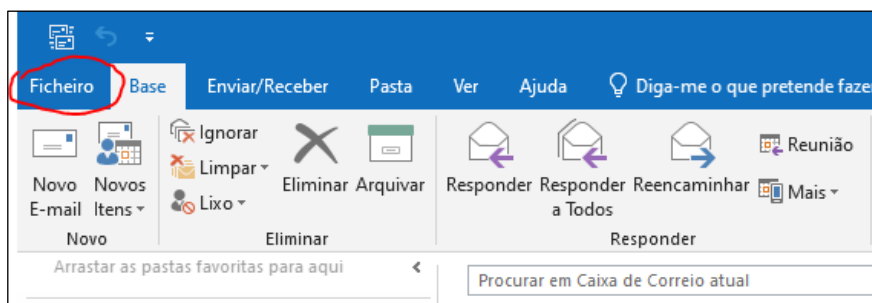 Ficheiro Base Enviar/Receber Pasta Ver Ajuda Diga-me o que pretende faze
Ignorar
Limpar
Lixo
Novo
E-mail
Novos
Itens
Eliminar Arquivar
Responder Responder
a Todos
Reencaminhar
Reunião
Mais
Novo Eliminar Responder
Arrastar as pastas favoritas para aqui
Procurar em Caixa de Correio atual